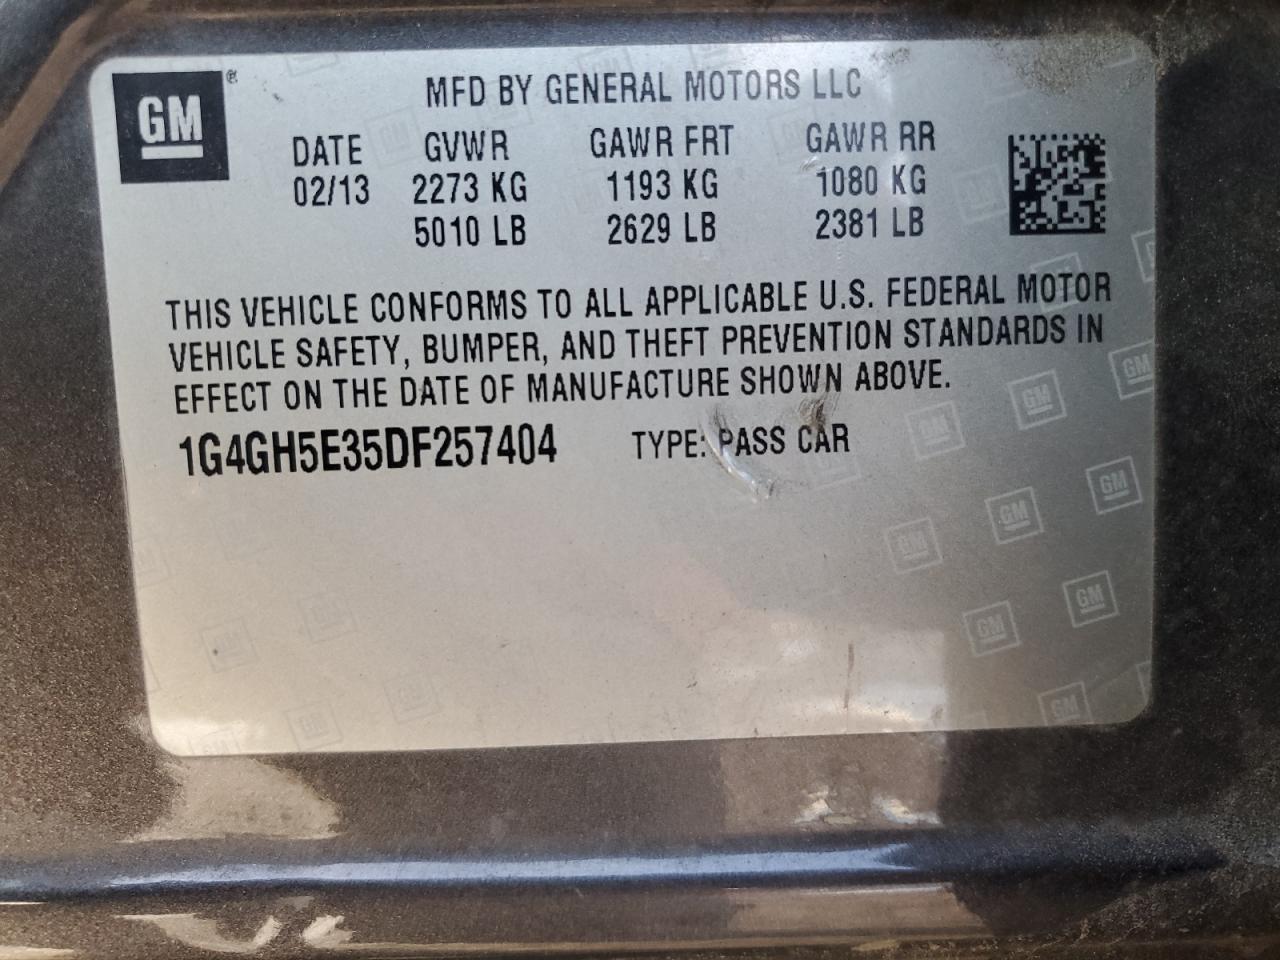 GM®
MFD BY GENERAL MOTORS LLC
DATE GVWR GAWR FRT GAWR RR
02/13 2273 KG 1193 KG 1080 KG
5010 LB 2629 LB 2381 LB
THIS VEHICLE CONFORMS TO ALL APPLICABLE U.S. FEDERAL MOTOR
VEHICLE SAFETY, BUMPER, AND THEFT PREVENTION STANDARDS IN
EFFECT ON THE DATE OF MANUFACTURE SHOWN ABOVE.
1G4GH5E35DF257404 TYPE: PASS CAR